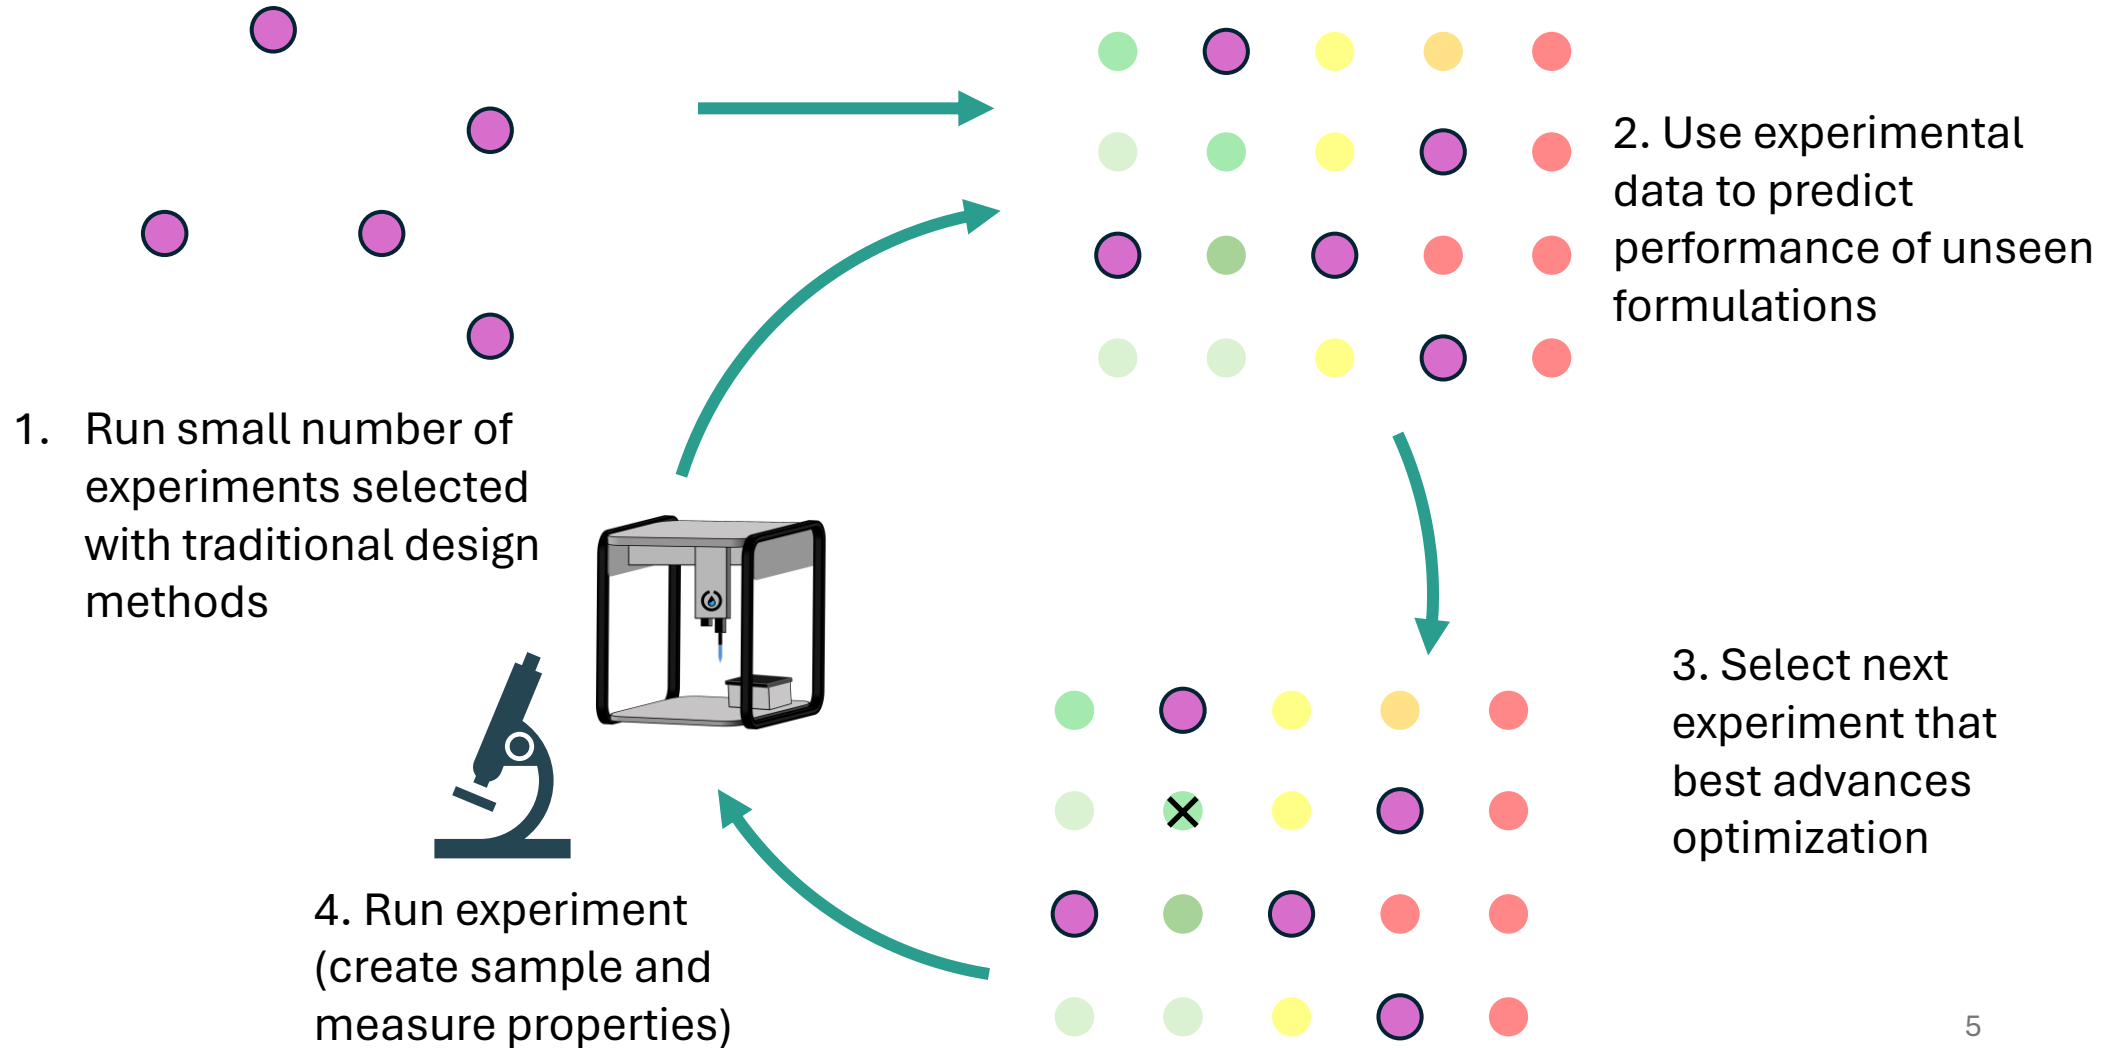 2. Use experimental
data to predict
performance of unseen
formulations
1. Run small number of
experiments selected
with traditional design
methods
3. Select next
experiment that
best advances
optimization
4. Run experiment
(create sample and
measure properties)
5